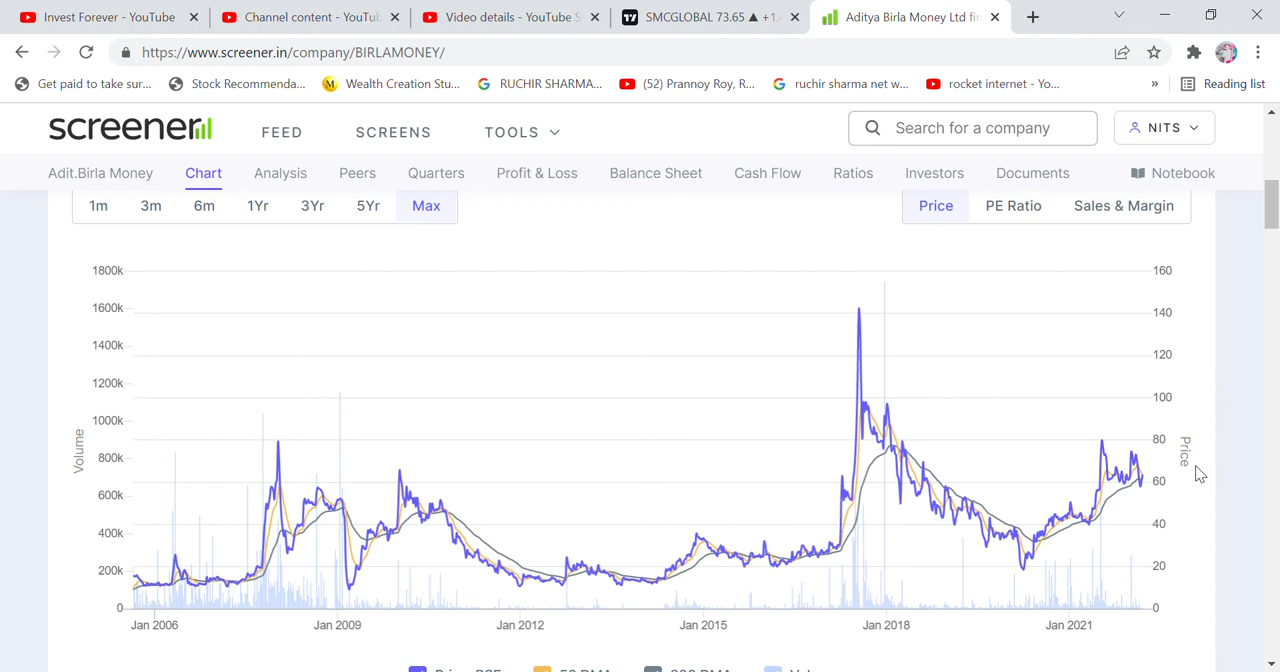 Invest Forever - YouTube
Channel content - YouTub
Video details - YouTube S
SMCGLOBAL 73.65 ▲ +1.
Aditya Birla Money Ltd fin
https://www.screener.in/company/BIRLAMONEY/
Get paid to take sur...
Stock Recommenda...
M Wealth Creation Stu...
RUCHIR SHARMA...
(52) Prannoy Roy, R...
ruchir sharma net w...
rocket internet - Yo...
»
Reading list
screener
FEED
SCREENS
TOOLS
Search for a company
NITS
Adit.Birla Money
Chart
Analysis
Peers
Quarters
Profit & Loss
Balance Sheet
Cash Flow
Ratios
Investors
Documents
Notebook
1m 3m 6m 1Yr 3Yr 5Yr Max
Price PE Ratio Sales & Margin
1800k 160
1600k 140
1400k 120
1200k 100
1000k 80
800k 60
600k 40
400k 20
200k 0
0
Volume
Price
Jan 2006 Jan 2009 Jan 2012 Jan 2015 Jan 2018 Jan 2021